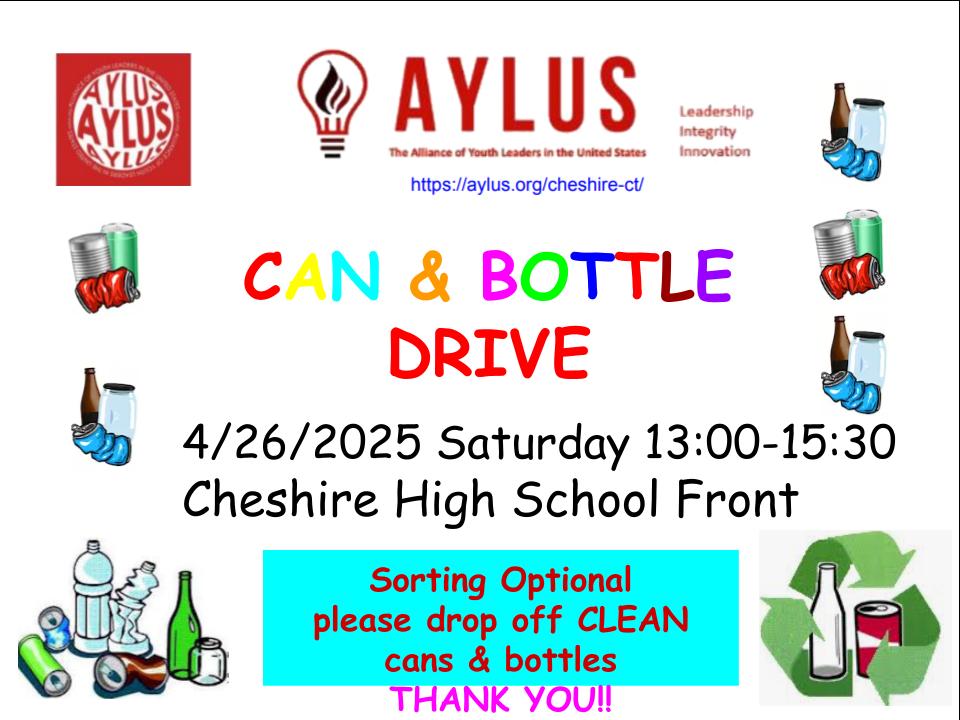 AYLUS
AYLUS
AYLUS
AYLUS
The Alliance of Youth Leaders in the United States
Leadership
Integrity
Innovation
https://aylus.org/cheshire-ct/
CAN & BOTTLE
DRIVE
4/26/2025 Saturday 13:00-15:30
Cheshire High School Front
Sorting Optional
please drop off CLEAN
cans & bottles
THANK YOU!!